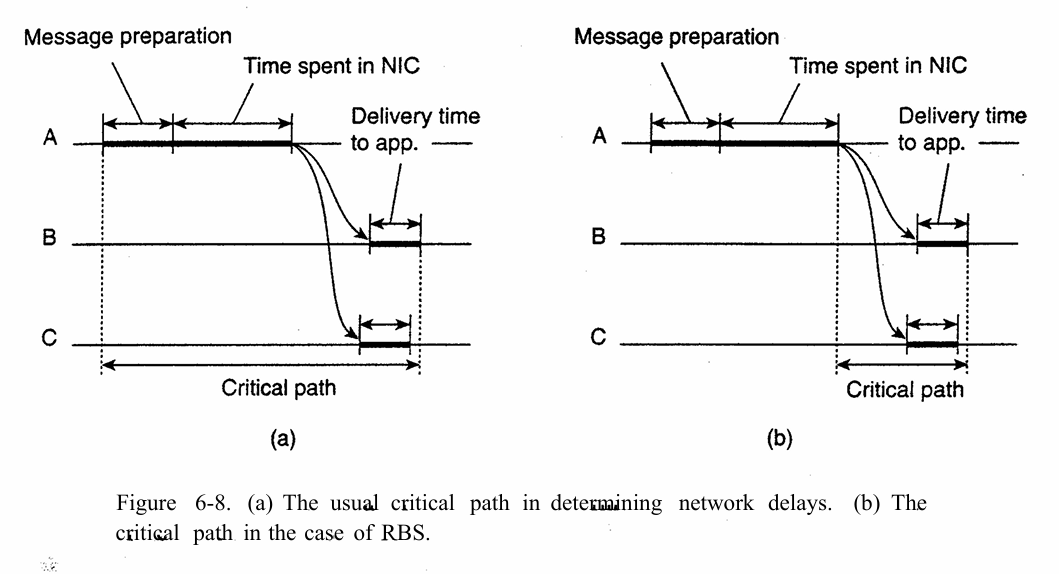 Message preparation
Time spent in NIC
Delivery time
to app.
A
B
C
Critical path
(a)
Message preparation
Time spent in NIC
Delivery time
to app.
A
B
C
Critical path
(b)
Figure 6-8. (a) The usual critical path in determining network delays. (b) The
critical path in the case of RBS.